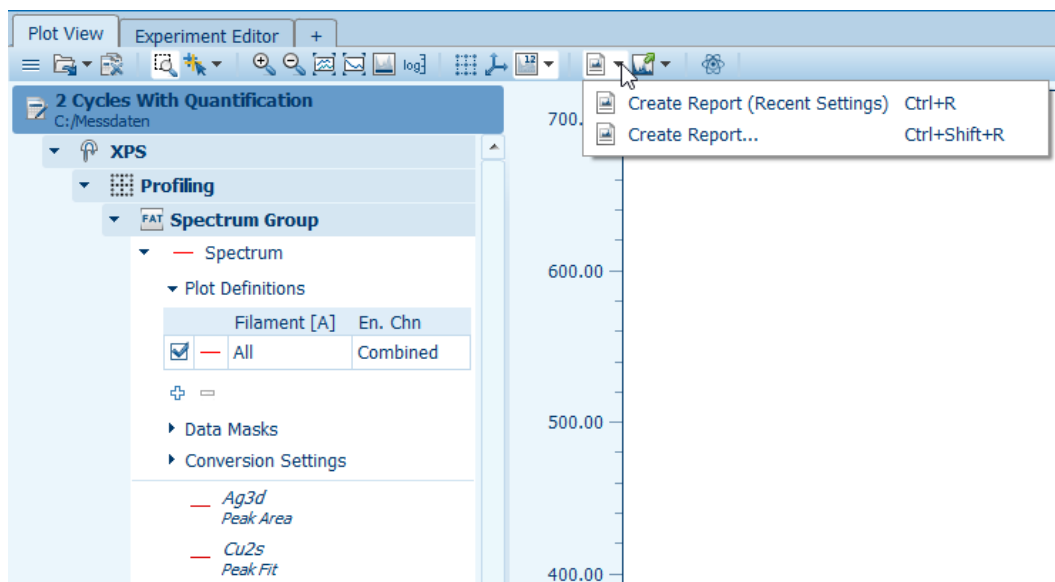 Plot View
Experiment Editor
+
log
12
2 Cycles With Quantification
C:/Messdaten
Create Report (Recent Settings) Ctrl+R
Create Report... Ctrl+Shift+R
700.
XPS
Profiling
FAT Spectrum Group
Spectrum
600.00
Plot Definitions
Filament [A] En. Chn
All Combined
500.00
Data Masks
Conversion Settings
Ag3d
Peak Area
Cu2s
Peak Fit
400.00